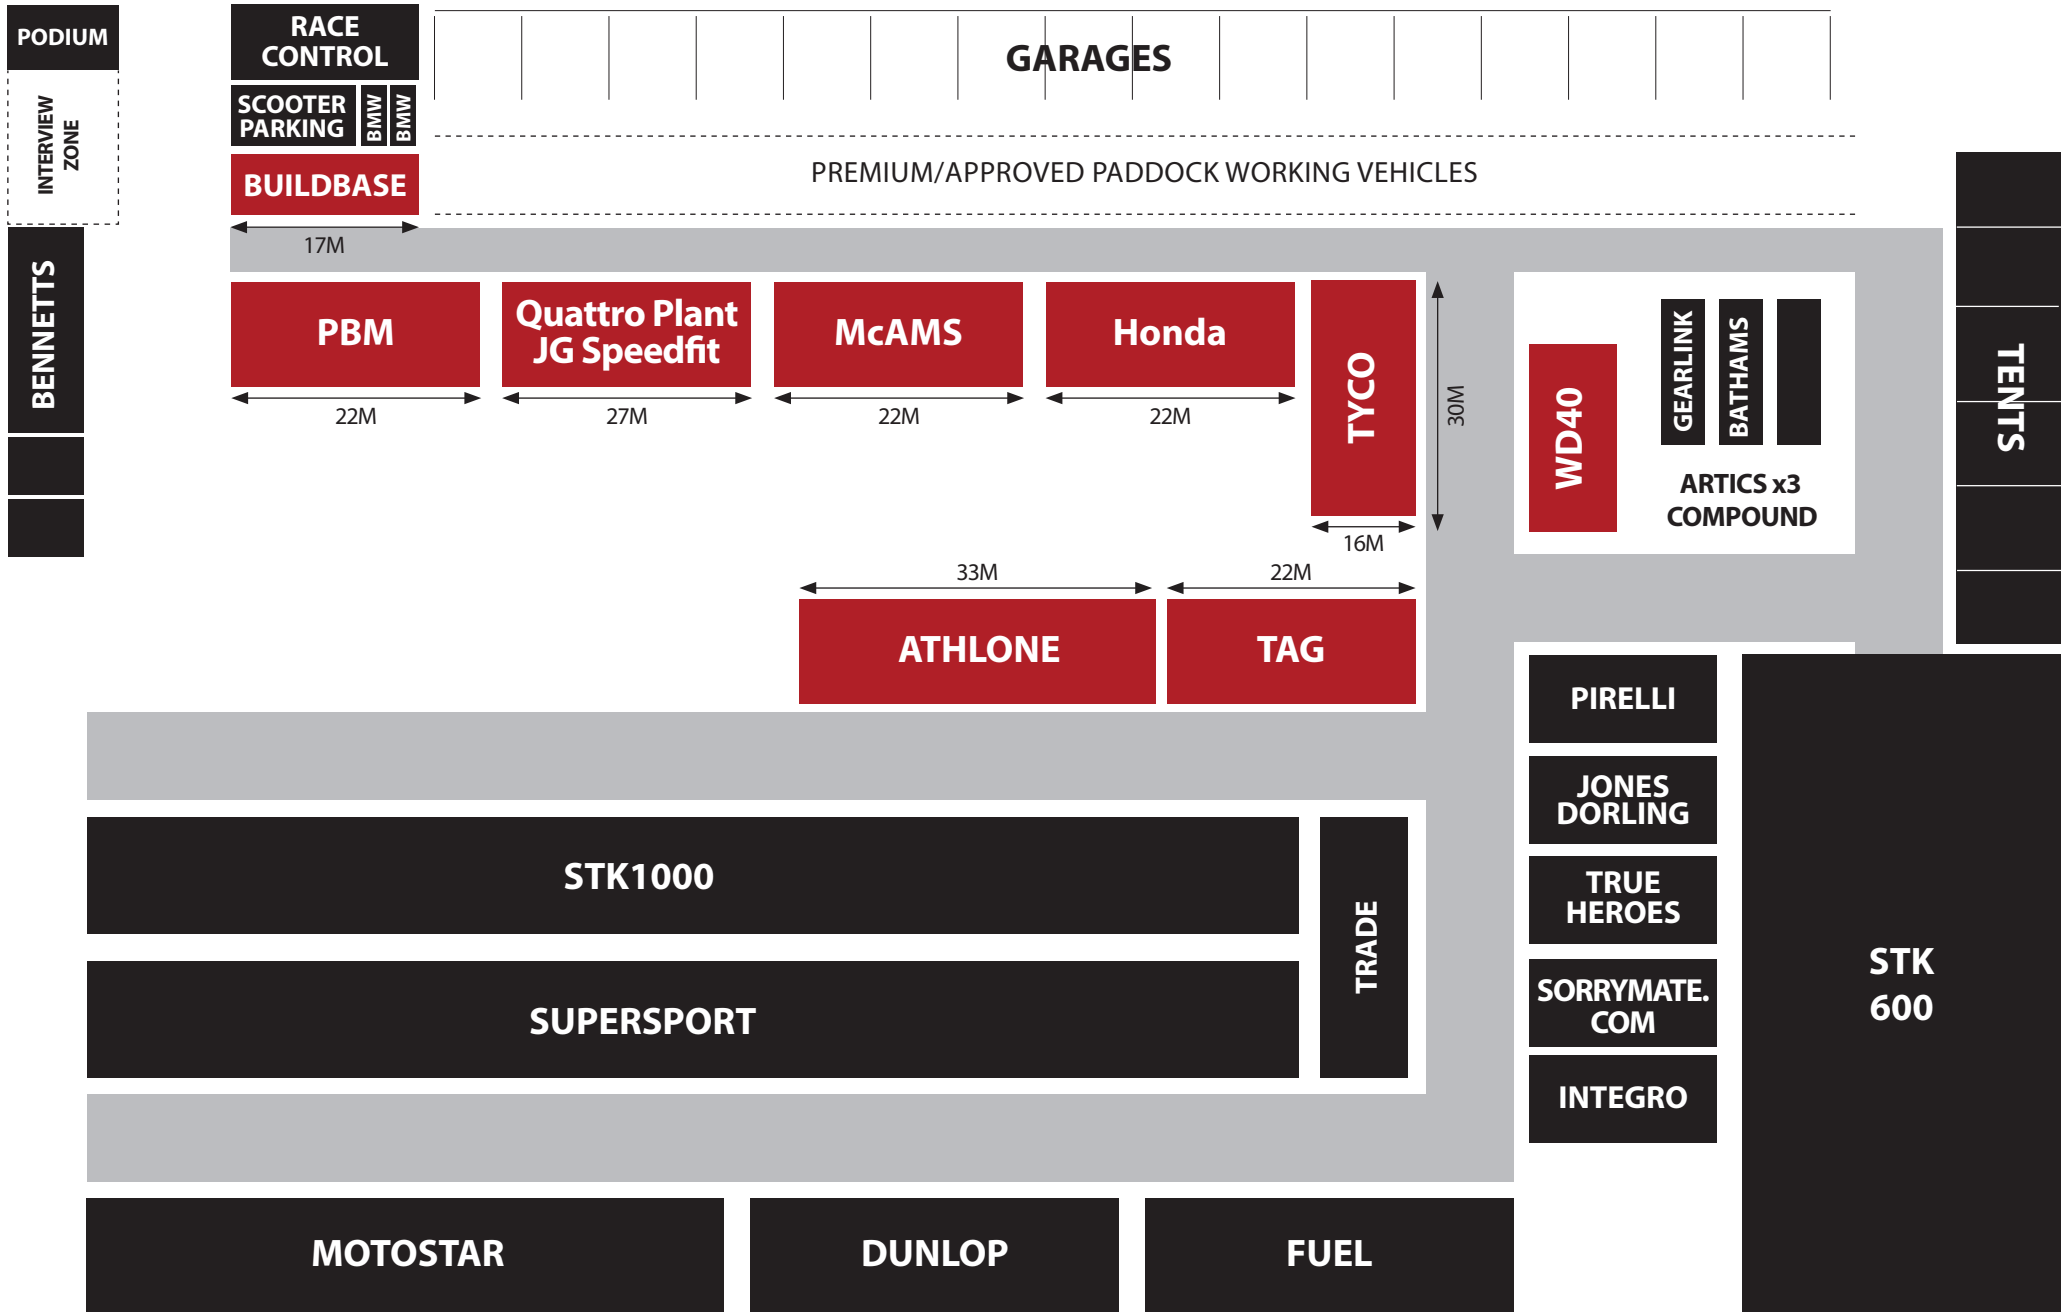 PODIUM
INTERVIEW
ZONE
RACE
CONTROL
SCOOTER
PARKING
BMW
BMW
BUILDBASE
17M
GARAGES
PREMIUM/APPROVED PADDOCK WORKING VEHICLES
BENNETTS
PBM
22M
Quattro Plant
JG Speedfit
27M
McAMS
22M
Honda
22M
TYCO
30M
16M
WD40
GEARLINK
BATHAMS
ARTICS x3
COMPOUND
TENTS
33M
ATHLONE
22M
TAG
PIRELLI
JONES
DORLING
TRUE
HEROES
SORRYMATE.
COM
INTEGRO
STK
600
STK1000
SUPERSPORT
TRADE
MOTOSTAR
DUNLOP
FUEL